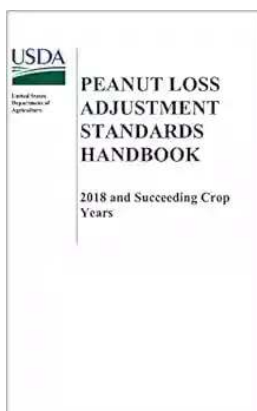 USDA
United States
Department of
Agriculture
PEANUT LOSS
ADJUSTMENT
STANDARDS
HANDBOOK
2018 and Succeeding Crop
Years